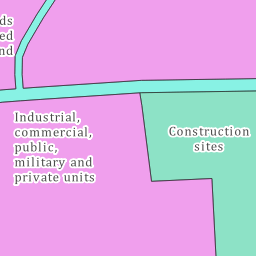 ds
ed
nd
Industrial,
commercial,
public,
military and
private units
Construction
sites